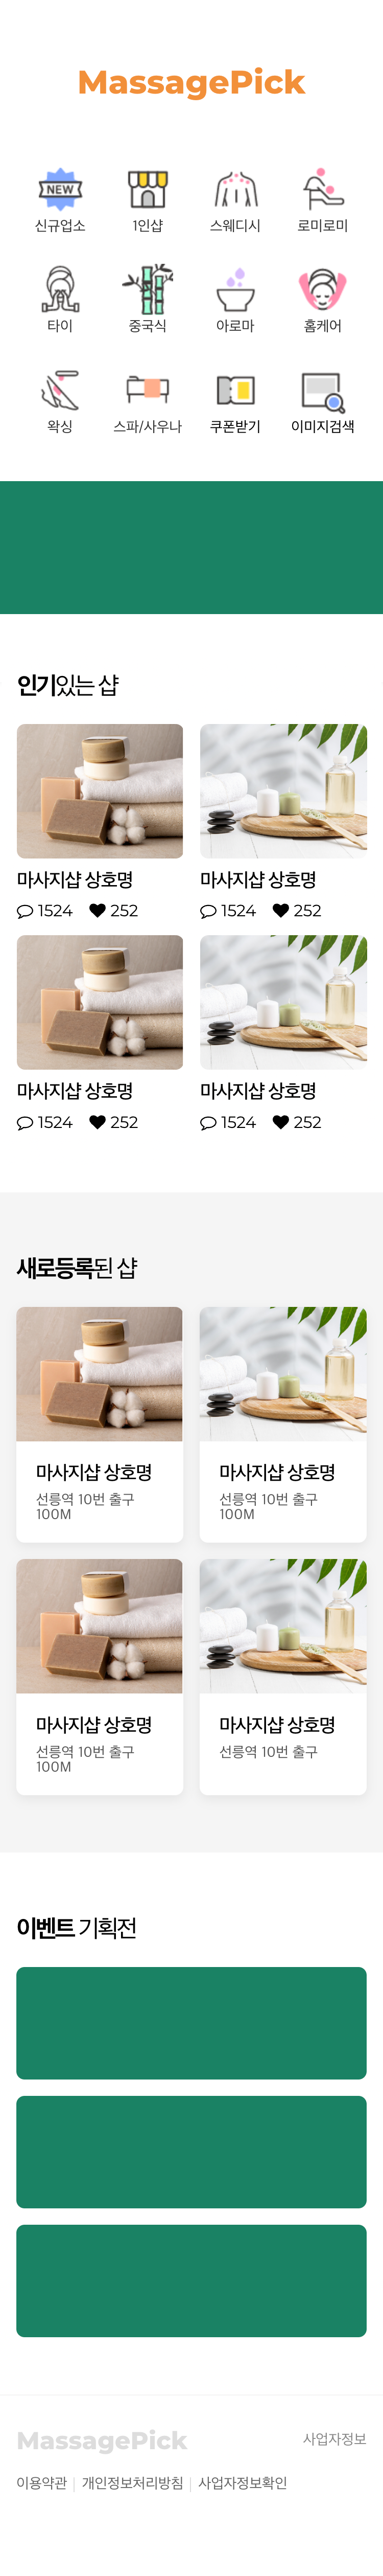 MassagePick
NEW
신규업소 1인샵 스웨디시 로미로미
타이 중국식 아로마 홈케어
왁싱 스파/사우나 쿠폰받기 이미지검색
인기있는 샵
마사지샵 상호명 마사지샵 상호명
1524 252 1524 252
마사지샵 상호명 마사지샵 상호명
1524 252 1524 252
새로등록된 샵
마사지샵 상호명
선릉역 10번 출구
100M
마사지샵 상호명
선릉역 10번 출구
100M
마사지샵 상호명
선릉역 10번 출구
100M
마사지샵 상호명
선릉역 10번 출구
이벤트 기획전
MassagePick 사업자정보
이용약관 | 개인정보처리방침 | 사업자정보확인